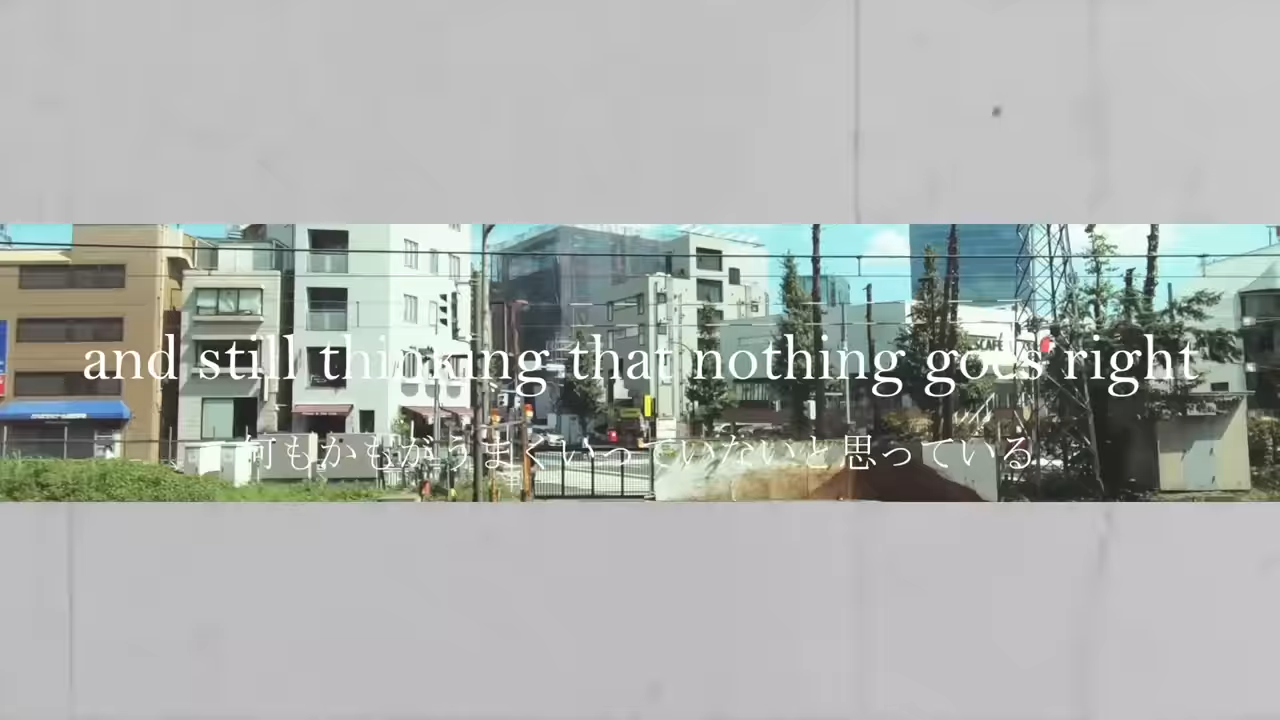 and still thinking that nothing goes right
何もかもがうまくいっていないと思っている